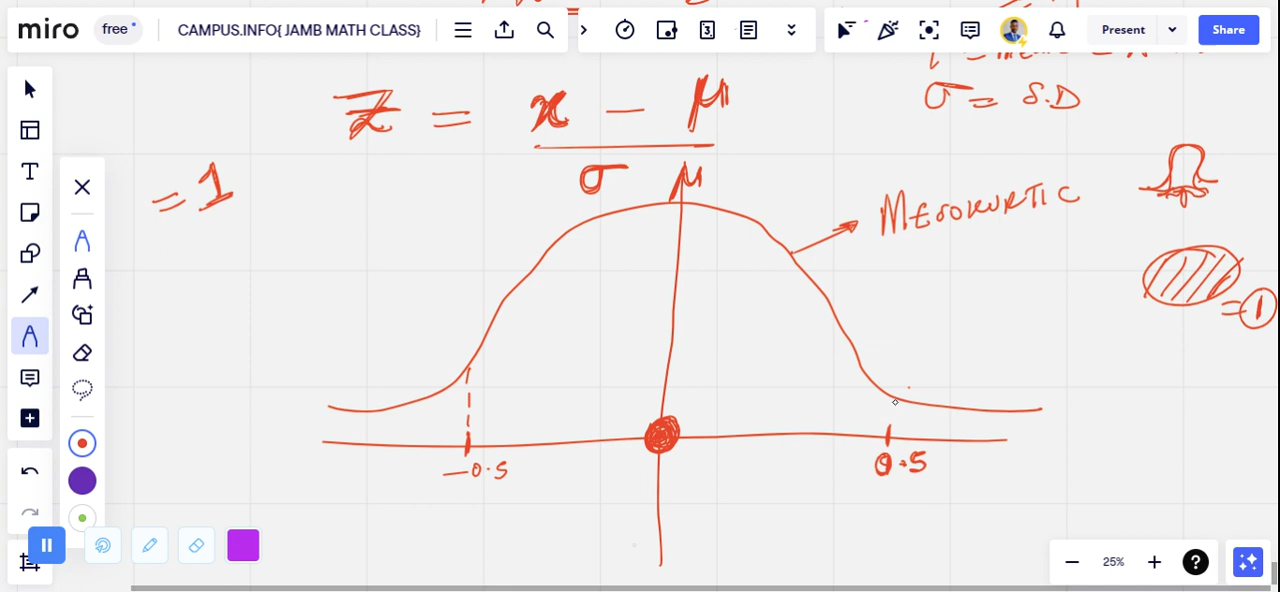 miro free CAMPUS.INFO{ JAMB MATH CLASS} Present Share
σ = S.D
Z = x - μ
σ
= 1
μ
MESOKURTIC
= 1
-0.5
0.5
25%